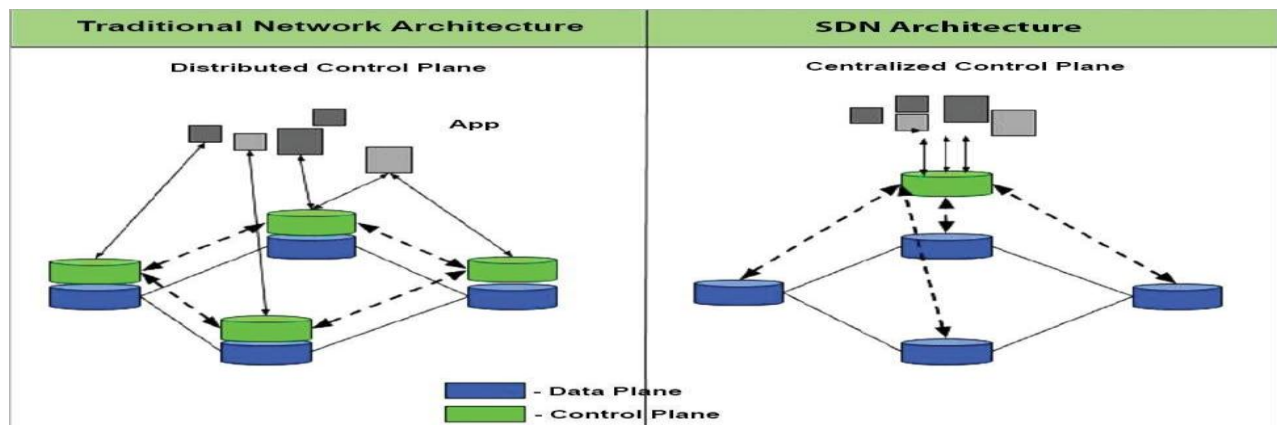 Traditional Network Architecture
SDN Architecture
Distributed Control Plane
Centralized Control Plane
App
- Data Plane
- Control Plane